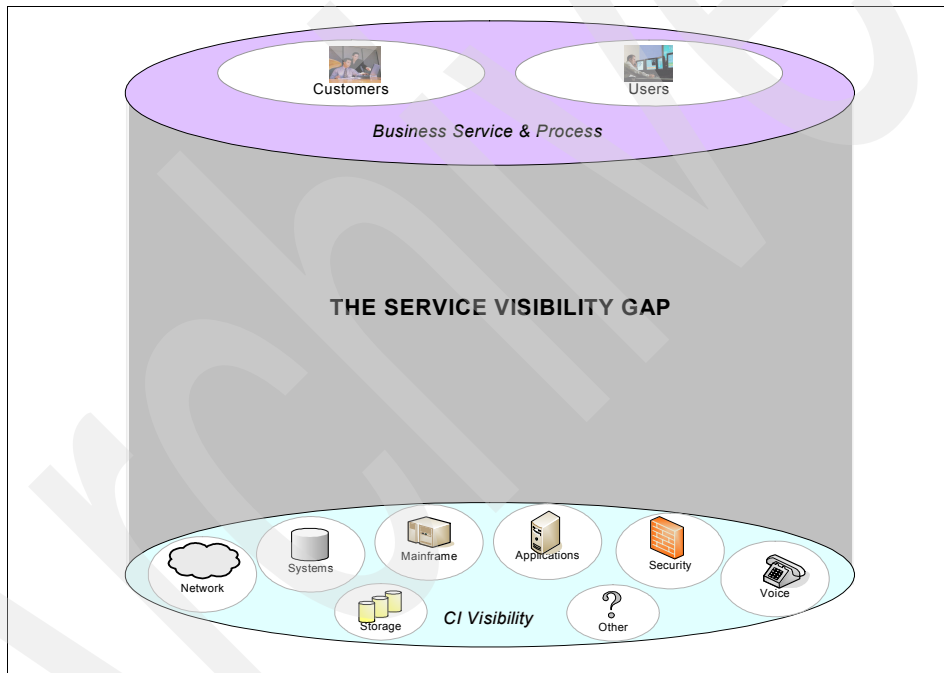 Customers
Users
Business Service & Process
THE SERVICE VISIBILITY GAP
Network
Systems
Mainframe
Applications
Security
Voice
Storage
CI Visibility
?
Other